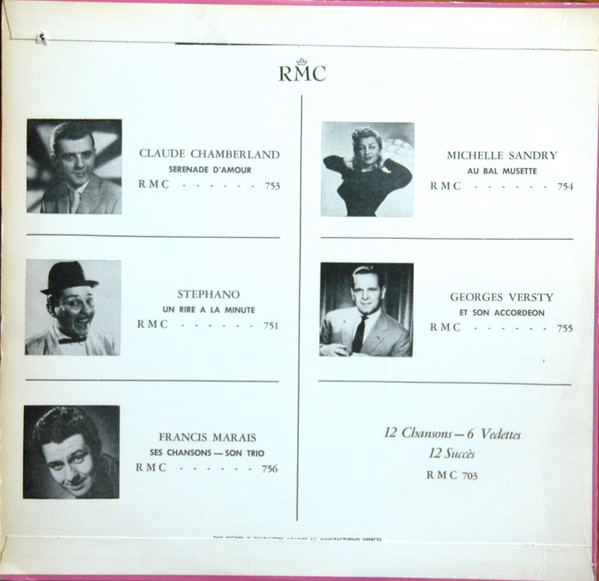 RMC
CLAUDE CHAMBERLAND
SERENADE D'AMOUR
RMC - - - - - - 753
STEPHANO
UN RIRE A LA MINUTE
RMC - - - - - - 751
FRANCIS MARAIS
SES CHANSONS — SON TRIO
RMC - - - - - - 756
MICHELLE SANDRY
AU BAL MUSETTE
RMC - - - - - - 754
GEORGES VERSTY
ET SON ACCORDEON
RMC - - - - - - 755
12 Chansons — 6 Vedettes
12 Succès
RMC 703